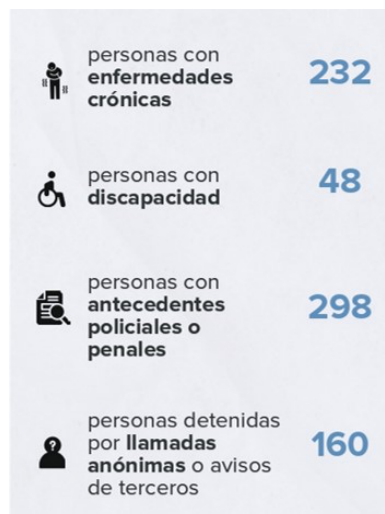 personas con
enfermedades
crónicas
232
personas con
discapacidad
48
personas con
antecedentes
policiales o
penales
298
personas detenidas
por llamadas
anónimas o avisos
de terceros
160